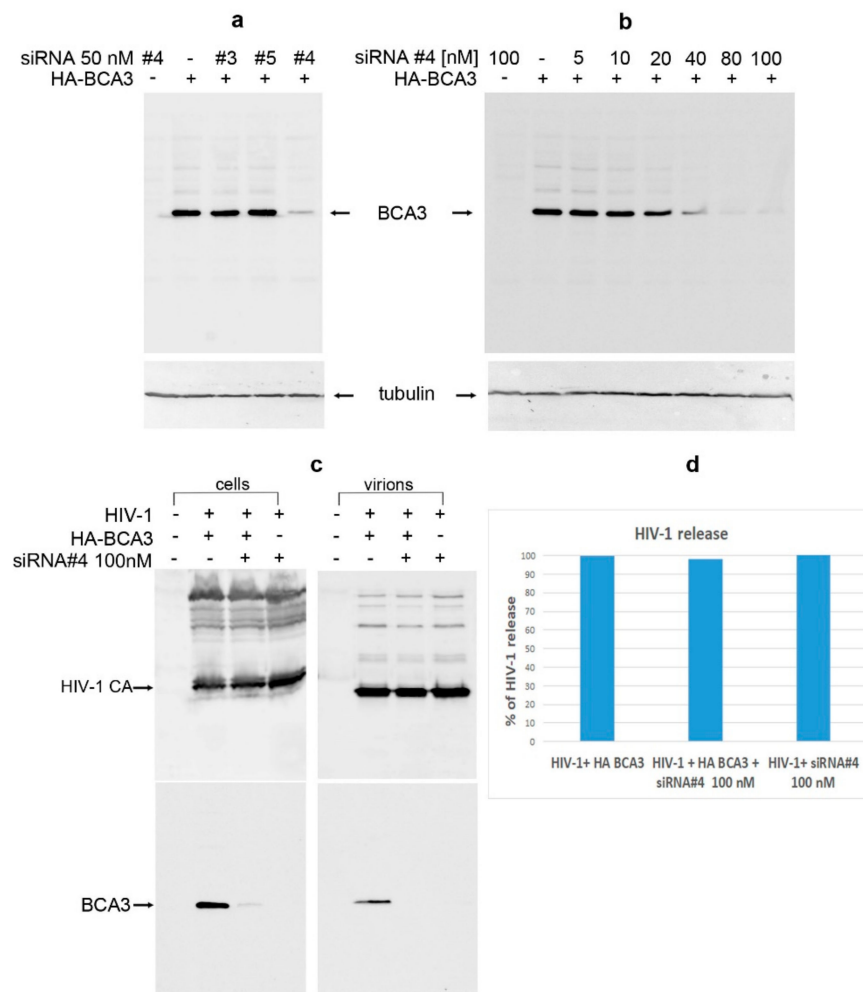 a
siRNA 50 nM #4 - #3 #5 #4
HA-BCA3 - + + + +
b
siRNA #4 [nM] 100 - 5 10 20 40 80 100
HA-BCA3 - + + + + + + +
BCA3
tubulin
c
cells virions
HIV-1 - + + + - + + +
HA-BCA3 - + + - - + + -
siRNA#4 100nM - - + + - - + +
HIV-1 CA
BCA3
d
HIV-1 release
% of HIV-1 release
100
90
80
70
60
50
40
30
20
10
0
HIV-1+ HA BCA3
HIV-1 + HA BCA3 +
siRNA#4 100 nM
HIV-1+ siRNA#4
100 nM